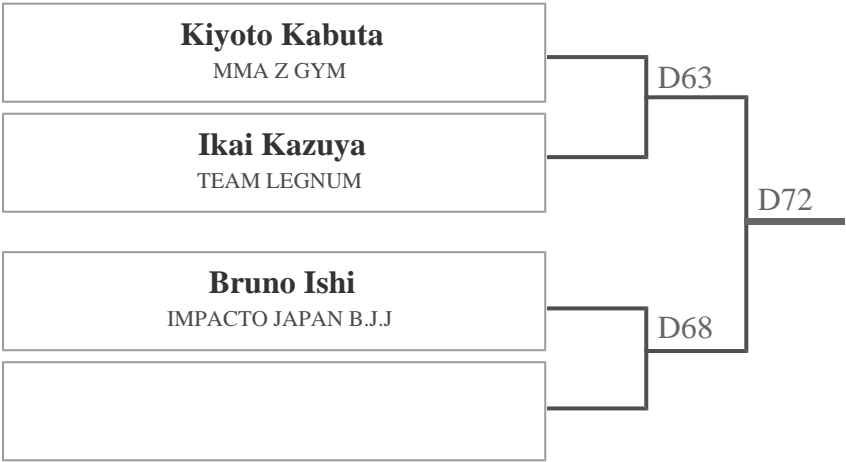 Kiyoto Kabuta
MMA Z GYM
D63
Ikai Kazuya
TEAM LEGNUM
D72
Bruno Ishi
IMPACTO JAPAN B.J.J
D68